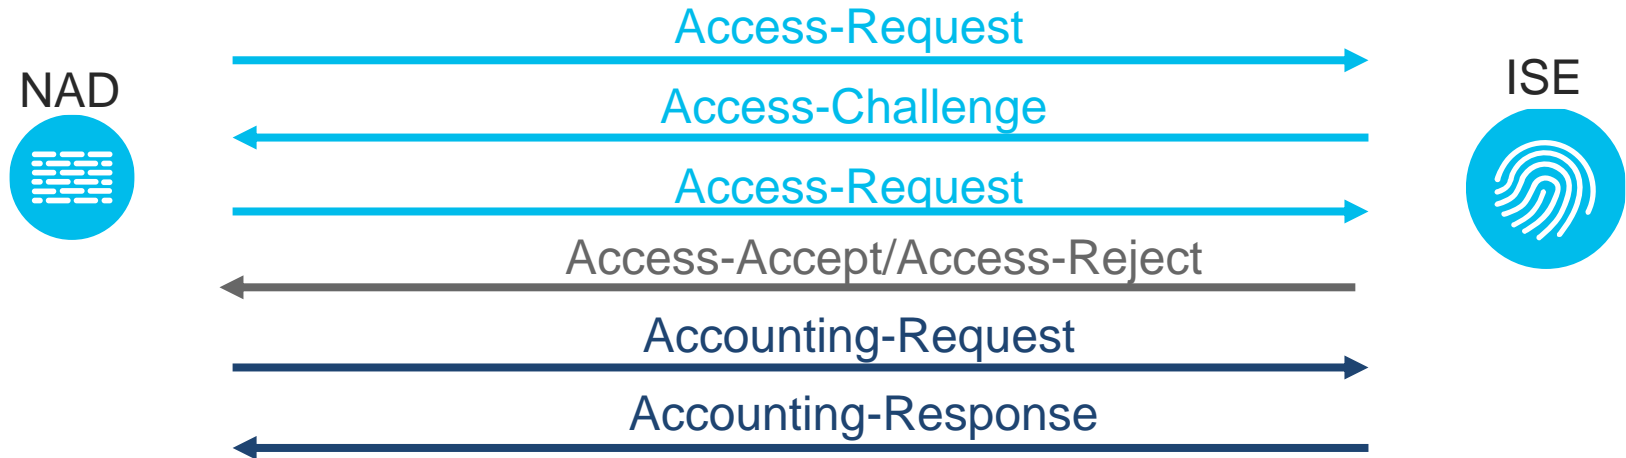 Access-Request
NAD
ISE
Access-Challenge
Access-Request
Access-Accept/Access-Reject
Accounting-Request
Accounting-Response